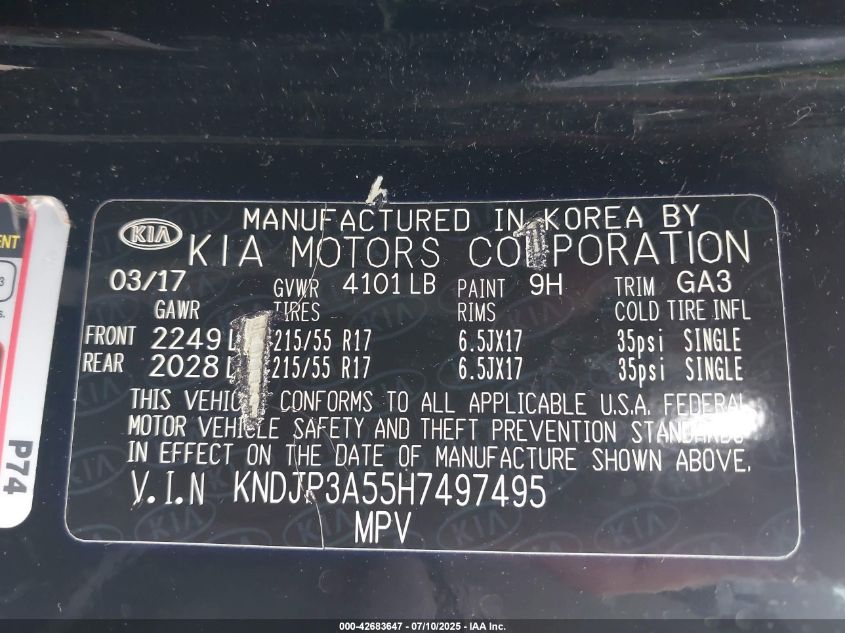 MANUFACTURED IN KOREA BY
KIA KIA MOTORS CORPORATION
03/17 GVWR 4101LB PAINT 9H TRIM GA3
GAWR TIRES RIMS COLD TIRE INFL
FRONT 2249 L 215/55 R17 6.5JX17 35psi SINGLE
REAR 2028 L 215/55 R17 6.5JX17 35psi SINGLE
THIS VEHICLE CONFORMS TO ALL APPLICABLE U.S.A. FEDERAL
MOTOR VEHICLE SAFETY AND THEFT PREVENTION STANDARDS
IN EFFECT ON THE DATE OF MANUFACTURE SHOWN ABOVE.
V.I.N KNDJP3A55H7497495
MPV
P74
000-42683647 - 07/10/2025 - IAA Inc.